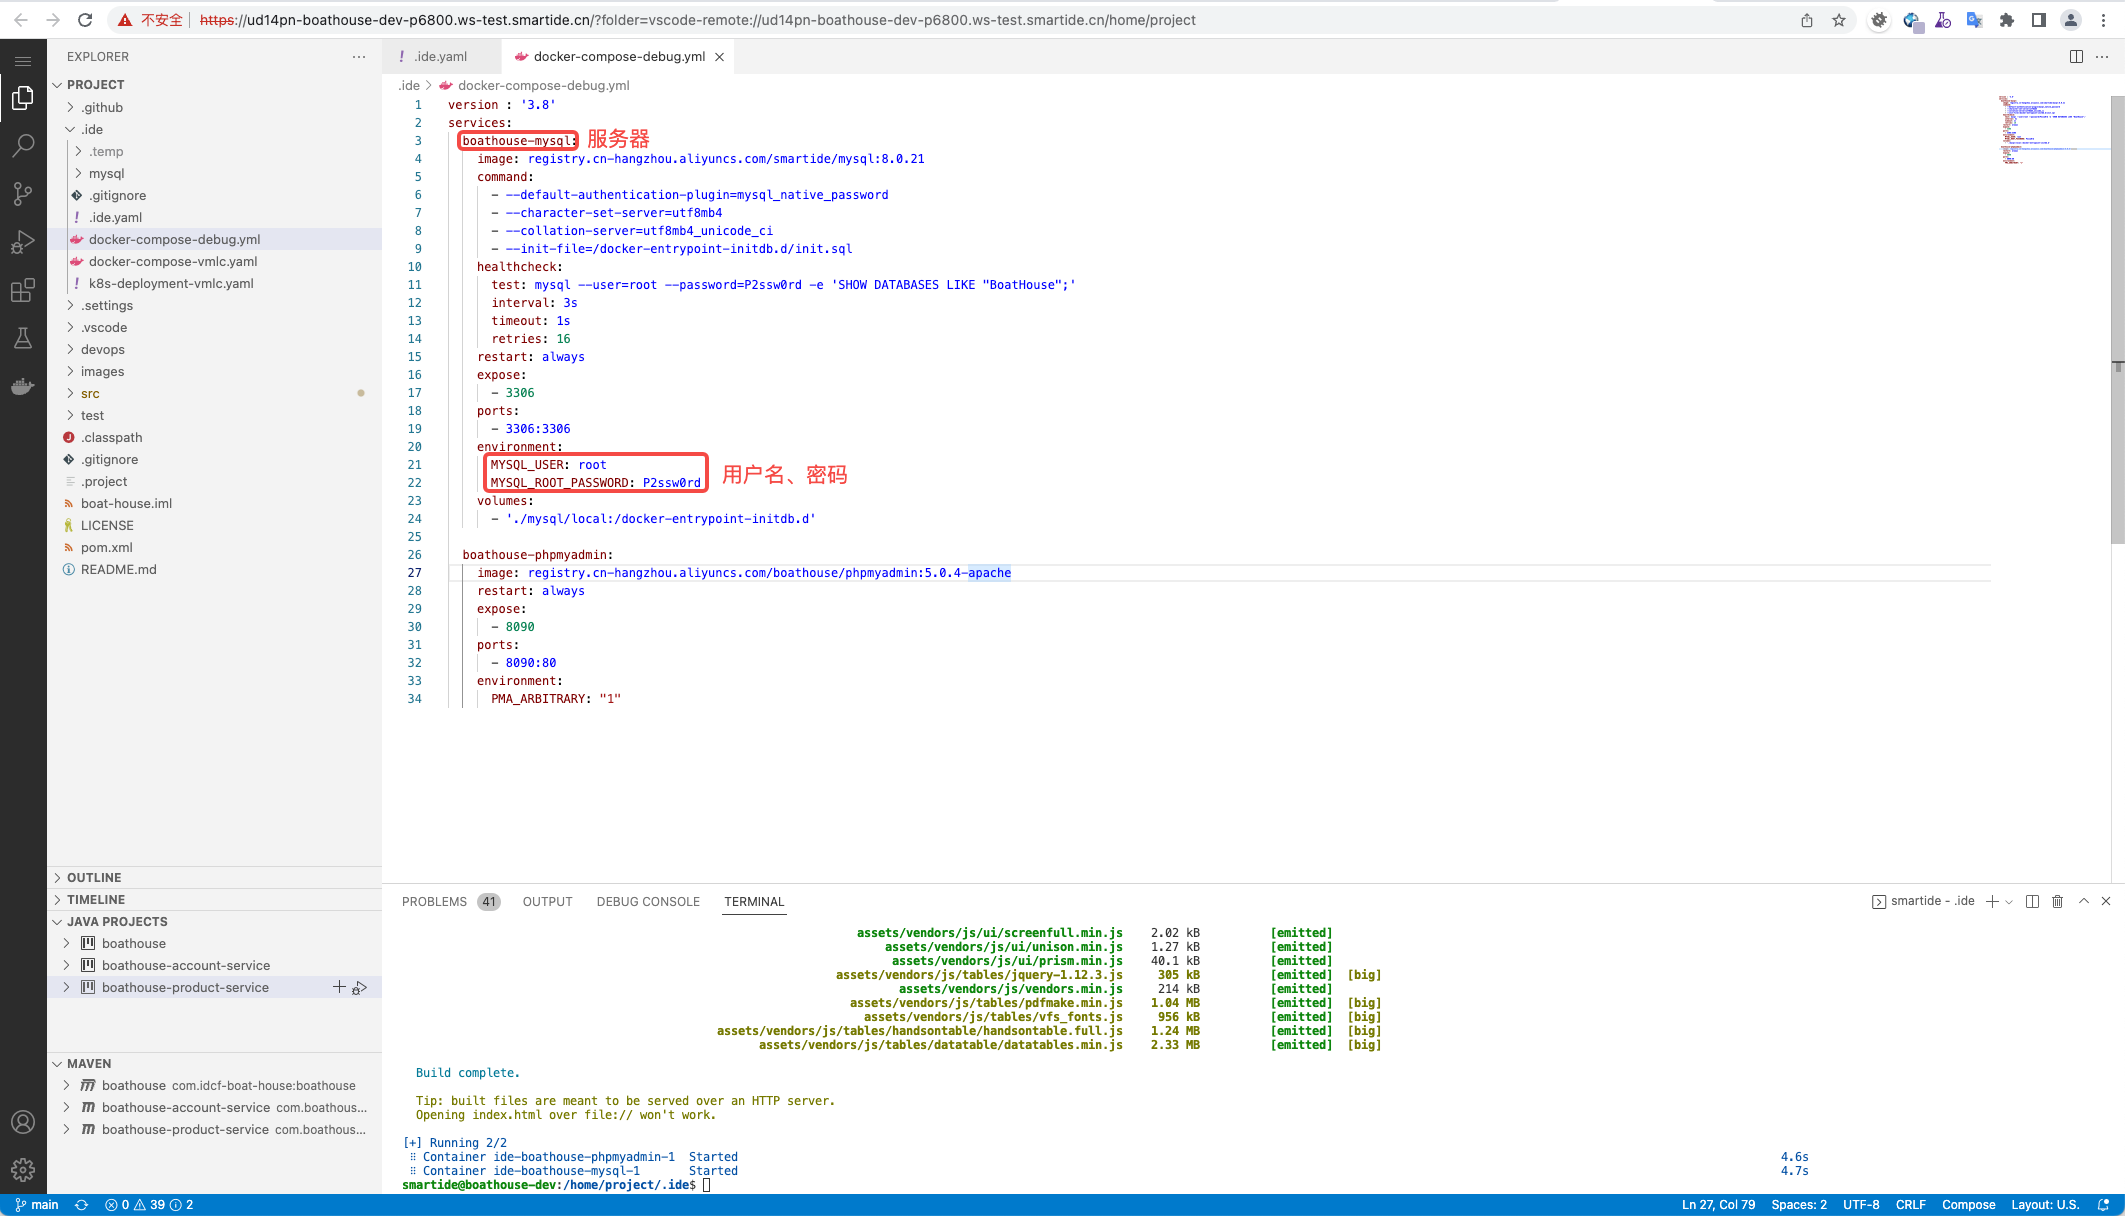 不安全 https://ud14pn-boathouse-dev-p6800.ws-test.smartide.cn/?folder=vscode-remote://ud14pn-boathouse-dev-p6800.ws-test.smartide.cn/home/project
EXPLORER
PROJECT
.github
.ide
.temp
mysql
.gitignore
.ide.yaml
docker-compose-debug.yml
docker-compose-vmlc.yaml
k8s-deployment-vmlc.yaml
.settings
.vscode
devops
images
src
test
.classpath
.gitignore
.project
boat-house.iml
LICENSE
pom.xml
README.md
OUTLINE
TIMELINE
JAVA PROJECTS
boathouse
boathouse-account-service
boathouse-product-service
MAVEN
boathouse com.idcf-boat-house:boathouse
boathouse-account-service com.boathous...
boathouse-product-service com.boathous...
.ide.yaml
docker-compose-debug.yml
.ide > docker-compose-debug.yml
1 version : '3.8'
2 services:
3 boathouse-mysql: 服务器
4 image: registry.cn-hangzhou.aliyuncs.com/smartide/mysql:8.0.21
5 command:
6 - --default-authentication-plugin=mysql_native_password
7 - --character-set-server=utf8mb4
8 - --collation-server=utf8mb4_unicode_ci
9 - --init-file=/docker-entrypoint-initdb.d/init.sql
10 healthcheck:
11 test: mysql --user=root --password=P2ssw0rd -e 'SHOW DATABASES LIKE "BoatHouse";'
12 interval: 3s
13 timeout: 1s
14 retries: 16
15 restart: always
16 expose:
17 - 3306
18 ports:
19 - 3306:3306
20 environment:
21 MYSQL_USER: root
22 MYSQL_ROOT_PASSWORD: P2ssw0rd
用户名、密码
23 volumes:
24 - './mysql/local:/docker-entrypoint-initdb.d'
25
26 boathouse-phpmyadmin:
27 image: registry.cn-hangzhou.aliyuncs.com/boathouse/phpmyadmin:5.0.4-apache
28 restart: always
29 expose:
30 - 8090
31 ports:
32 - 8090:80
33 environment:
34 PMA_ARBITRARY: "1"
PROBLEMS 41 OUTPUT DEBUG CONSOLE TERMINAL
smartide - .ide
assets/vendors/js/ui/screenfull.min.js 2.02 kB [emitted]
assets/vendors/js/ui/unison.min.js 1.27 kB [emitted]
assets/vendors/js/ui/prism.min.js 40.1 kB [emitted]
assets/vendors/js/tables/jquery-1.12.3.js 305 kB [emitted] [big]
assets/vendors/js/vendors.min.js 214 kB [emitted]
assets/vendors/js/tables/pdfmake.min.js 1.04 MB [emitted] [big]
assets/vendors/js/tables/vfs_fonts.js 956 kB [emitted] [big]
assets/vendors/js/tables/handsontable/handsontable.full.js 1.24 MB [emitted] [big]
assets/vendors/js/tables/datatable/datatables.min.js 2.33 MB [emitted] [big]
Build complete.
Tip: built files are meant to be served over an HTTP server.
Opening index.html over file:// won't work.
[+] Running 2/2
⠿ Container ide-boathouse-phpmyadmin-1 Started 4.6s
⠿ Container ide-boathouse-mysql-1 Started 4.7s
smartide@boathouse-dev:/home/project/.ide$
main 0 39 2 Ln 27, Col 79 Spaces: 2 UTF-8 CRLF Compose Layout: U.S.